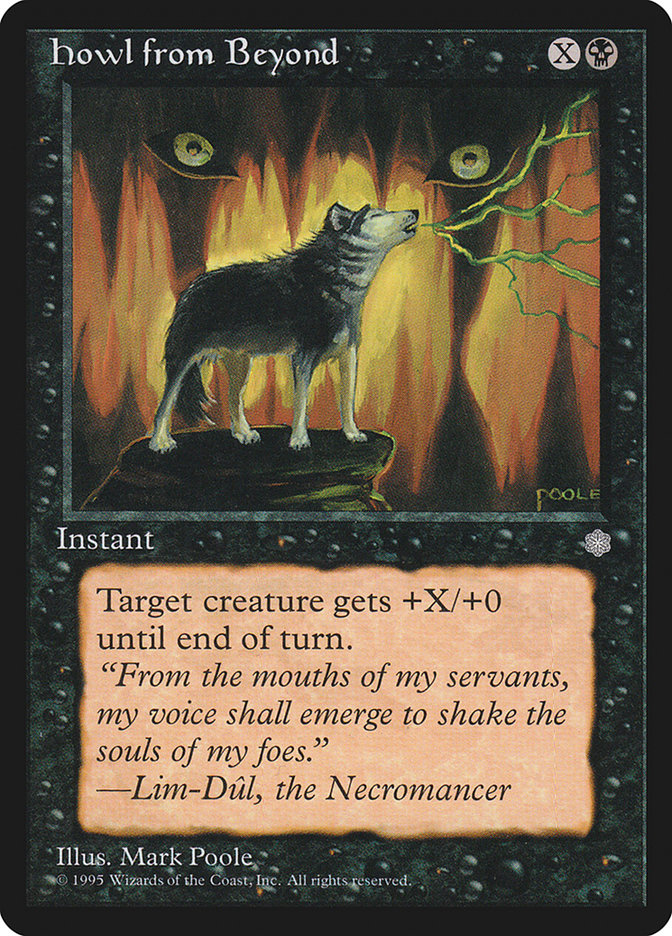 Howl from Beyond
X
POOLE
Instant
Target creature gets +X/+0
until end of turn.
“From the mouths of my servants,
my voice shall emerge to shake the
souls of my foes.”
—Lim-Dûl, the Necromancer
Illus. Mark Poole
© 1995 Wizards of the Coast, Inc. All rights reserved.